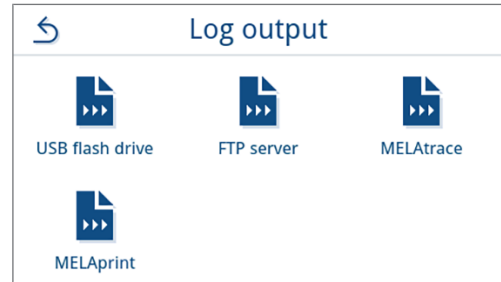 Log output
USB flash drive
FTP server
MELAtrace
MELAprint